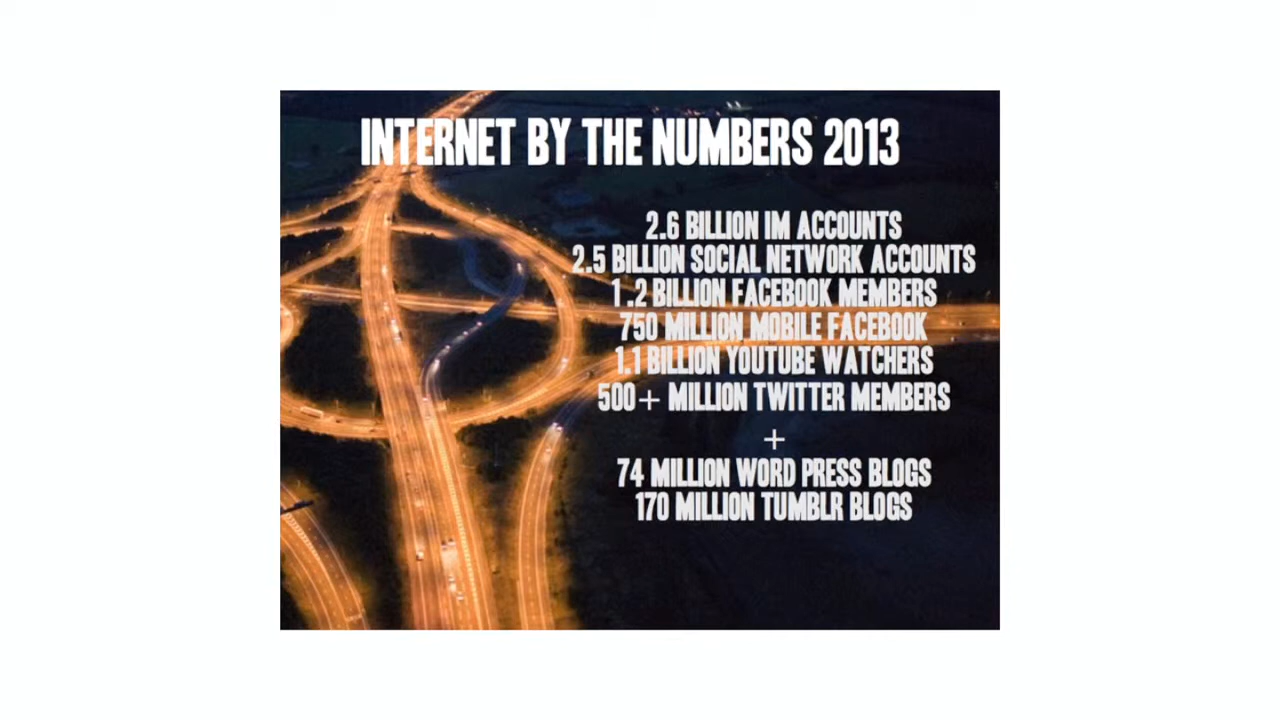 INTERNET BY THE NUMBERS 2013
2.6 BILLION IM ACCOUNTS
2.5 BILLION SOCIAL NETWORK ACCOUNTS
1.2 BILLION FACEBOOK MEMBERS
750 MILLION MOBILE FACEBOOK
1.1 BILLION YOUTUBE WATCHERS
500+ MILLION TWITTER MEMBERS
+
74 MILLION WORD PRESS BLOGS
170 MILLION TUMBLR BLOGS